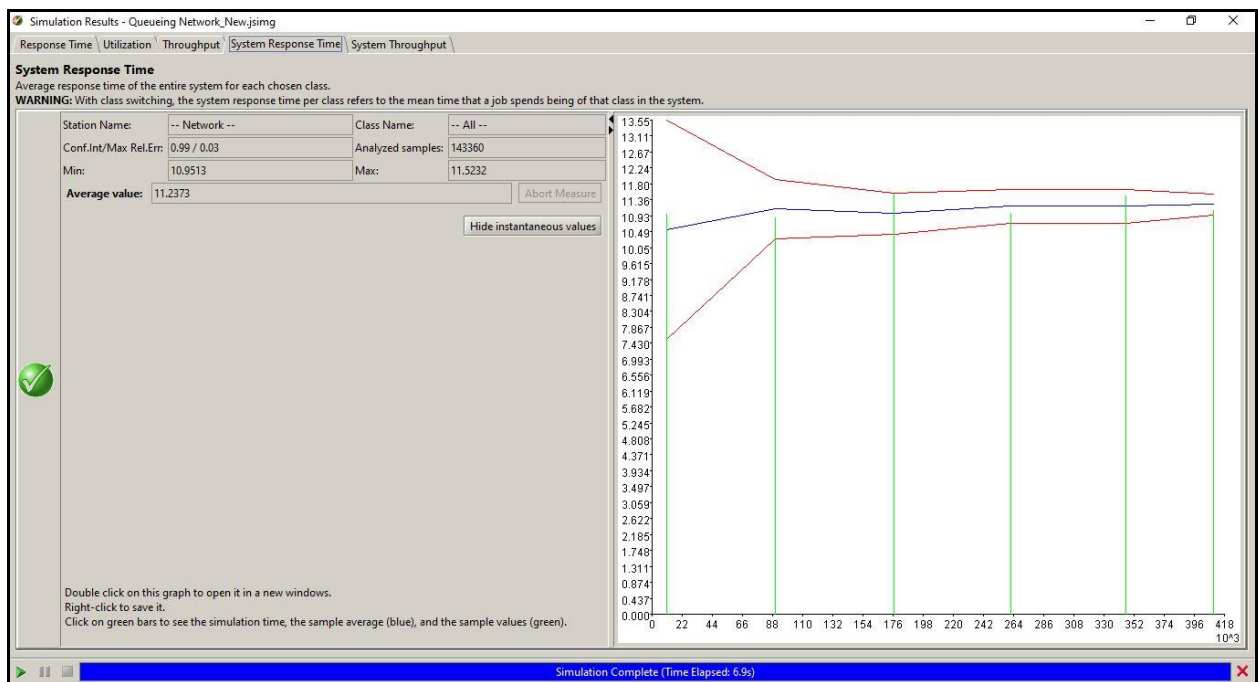 Simulation Results - Queueing Network_New.jsimg
Response Time Utilization Throughput System Response Time System Throughput
System Response Time
Average response time of the entire system for each chosen class.
WARNING: With class switching, the system response time per class refers to the mean time that a job spends being of that class in the system.
Station Name: -- Network -- Class Name: -- All --
Conf.Int/Max Rel.Err: 0.99 / 0.03 Analyzed samples: 143360
Min: 10.9513 Max: 11.5232
Average value: 11.2373 Abort Measure
Hide instantaneous values
Double click on this graph to open it in a new windows.
Right-click to save it.
Click on green bars to see the simulation time, the sample average (blue), and the sample values (green).
13.55
13.11
12.67
12.24
11.80
11.36
10.93
10.49
10.05
9.615
9.178
8.741
8.304
7.867
7.430
6.993
6.556
6.119
5.682
5.245
4.808
4.371
3.934
3.497
3.059
2.622
2.185
1.748
1.311
0.874
0.437
0.000
0 22 44 66 88 110 132 154 176 198 220 242 264 286 308 330 352 374 396 418
10^3
Simulation Complete (Time Elapsed: 6.9s)